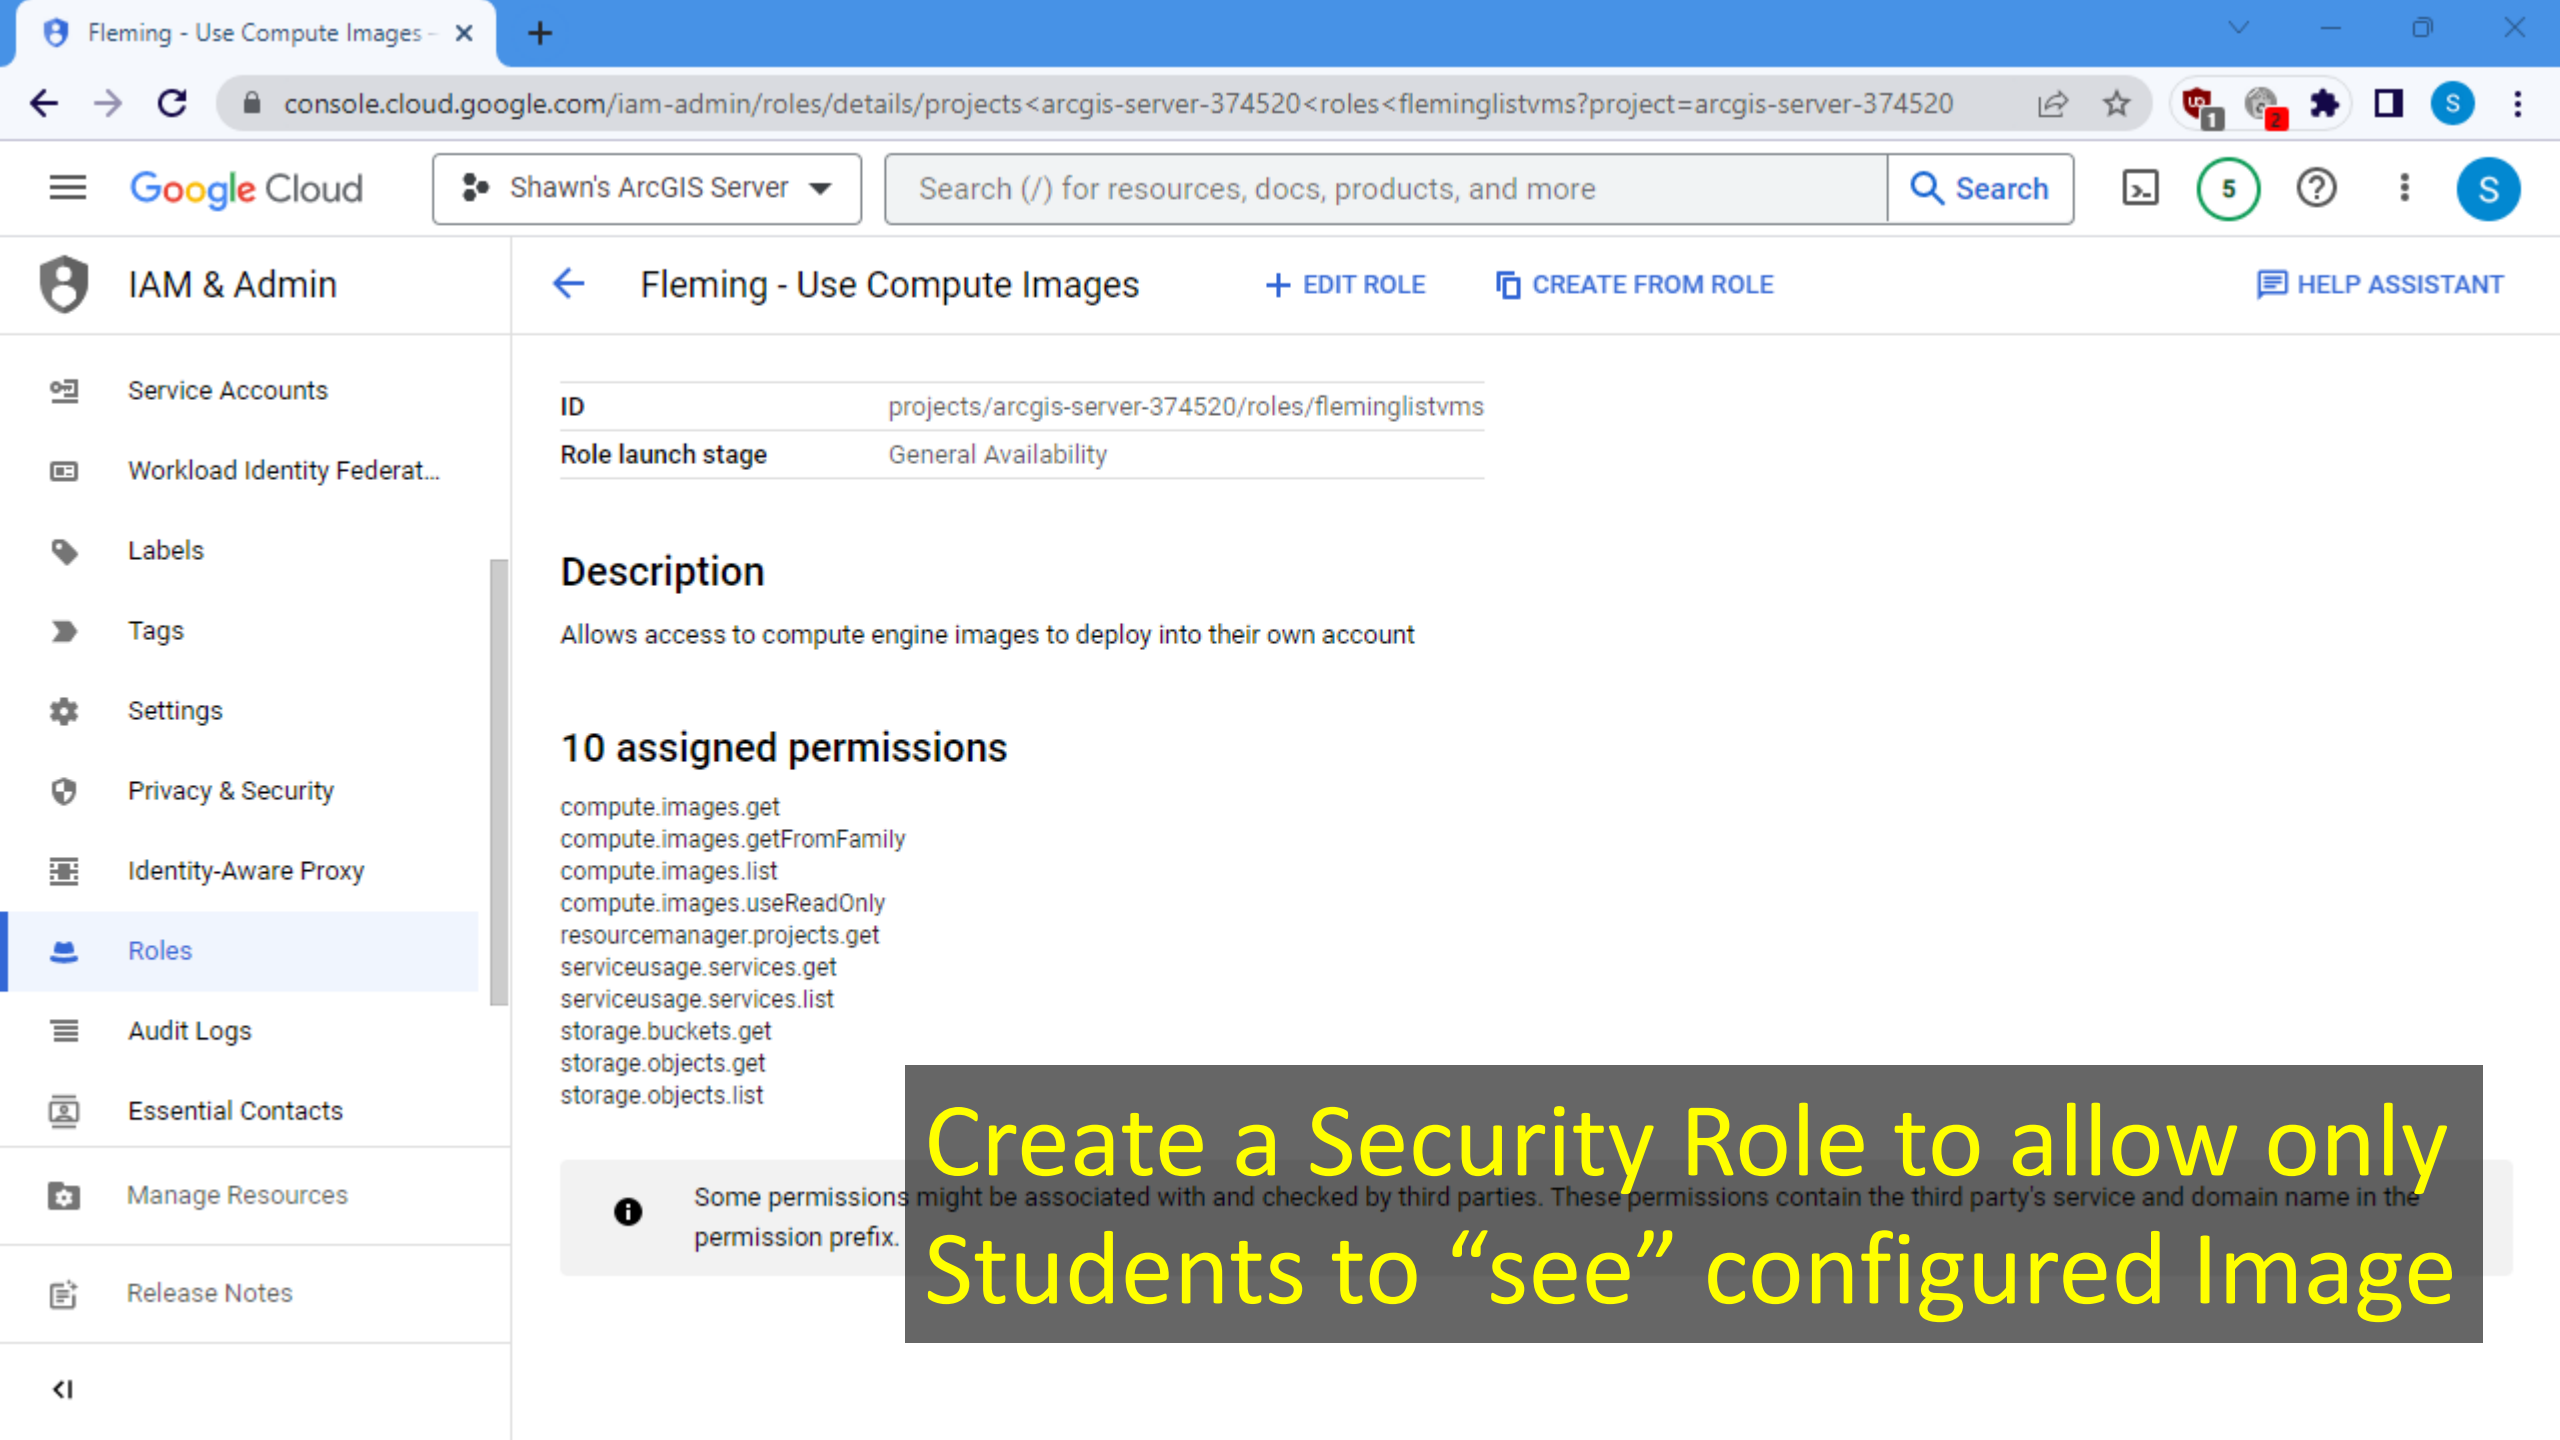 Fleming - Use Compute Images -
console.cloud.google.com/iam-admin/roles/details/projects<arcgis-server-374520<roles<fleminglistvms?project=arcgis-server-374520
1
2
S
Google Cloud
Shawn's ArcGIS Server
Search (/) for resources, docs, products, and more
Search
5
S
IAM & Admin
Fleming - Use Compute Images
EDIT ROLE
CREATE FROM ROLE
HELP ASSISTANT
Service Accounts
Workload Identity Federat...
Labels
Tags
Settings
Privacy & Security
Identity-Aware Proxy
Roles
Audit Logs
Essential Contacts
Manage Resources
Release Notes
ID projects/arcgis-server-374520/roles/fleminglistvms
Role launch stage General Availability
Description
Allows access to compute engine images to deploy into their own account
10 assigned permissions
compute.images.get
compute.images.getFromFamily
compute.images.list
compute.images.useReadOnly
resourcemanager.projects.get
serviceusage.services.get
serviceusage.services.list
storage.buckets.get
storage.objects.get
storage.objects.list
Some permissions might be associated with and checked by third parties. These permissions contain the third party's service and domain name in the
permission prefix.
Create a Security Role to allow only
Students to “see” configured Image